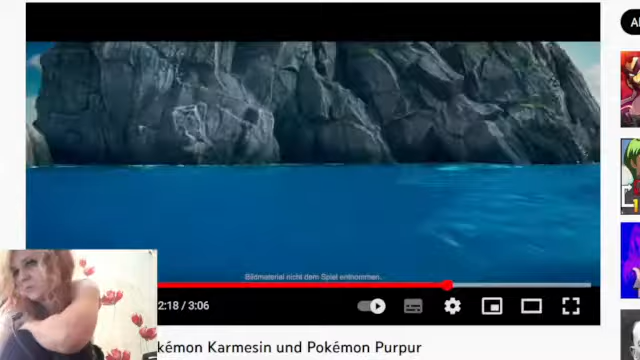 Bildmaterial nicht dem Spiel entnommen.
2:18 / 3:06
kémon Karmesin und Pokémon Purpur